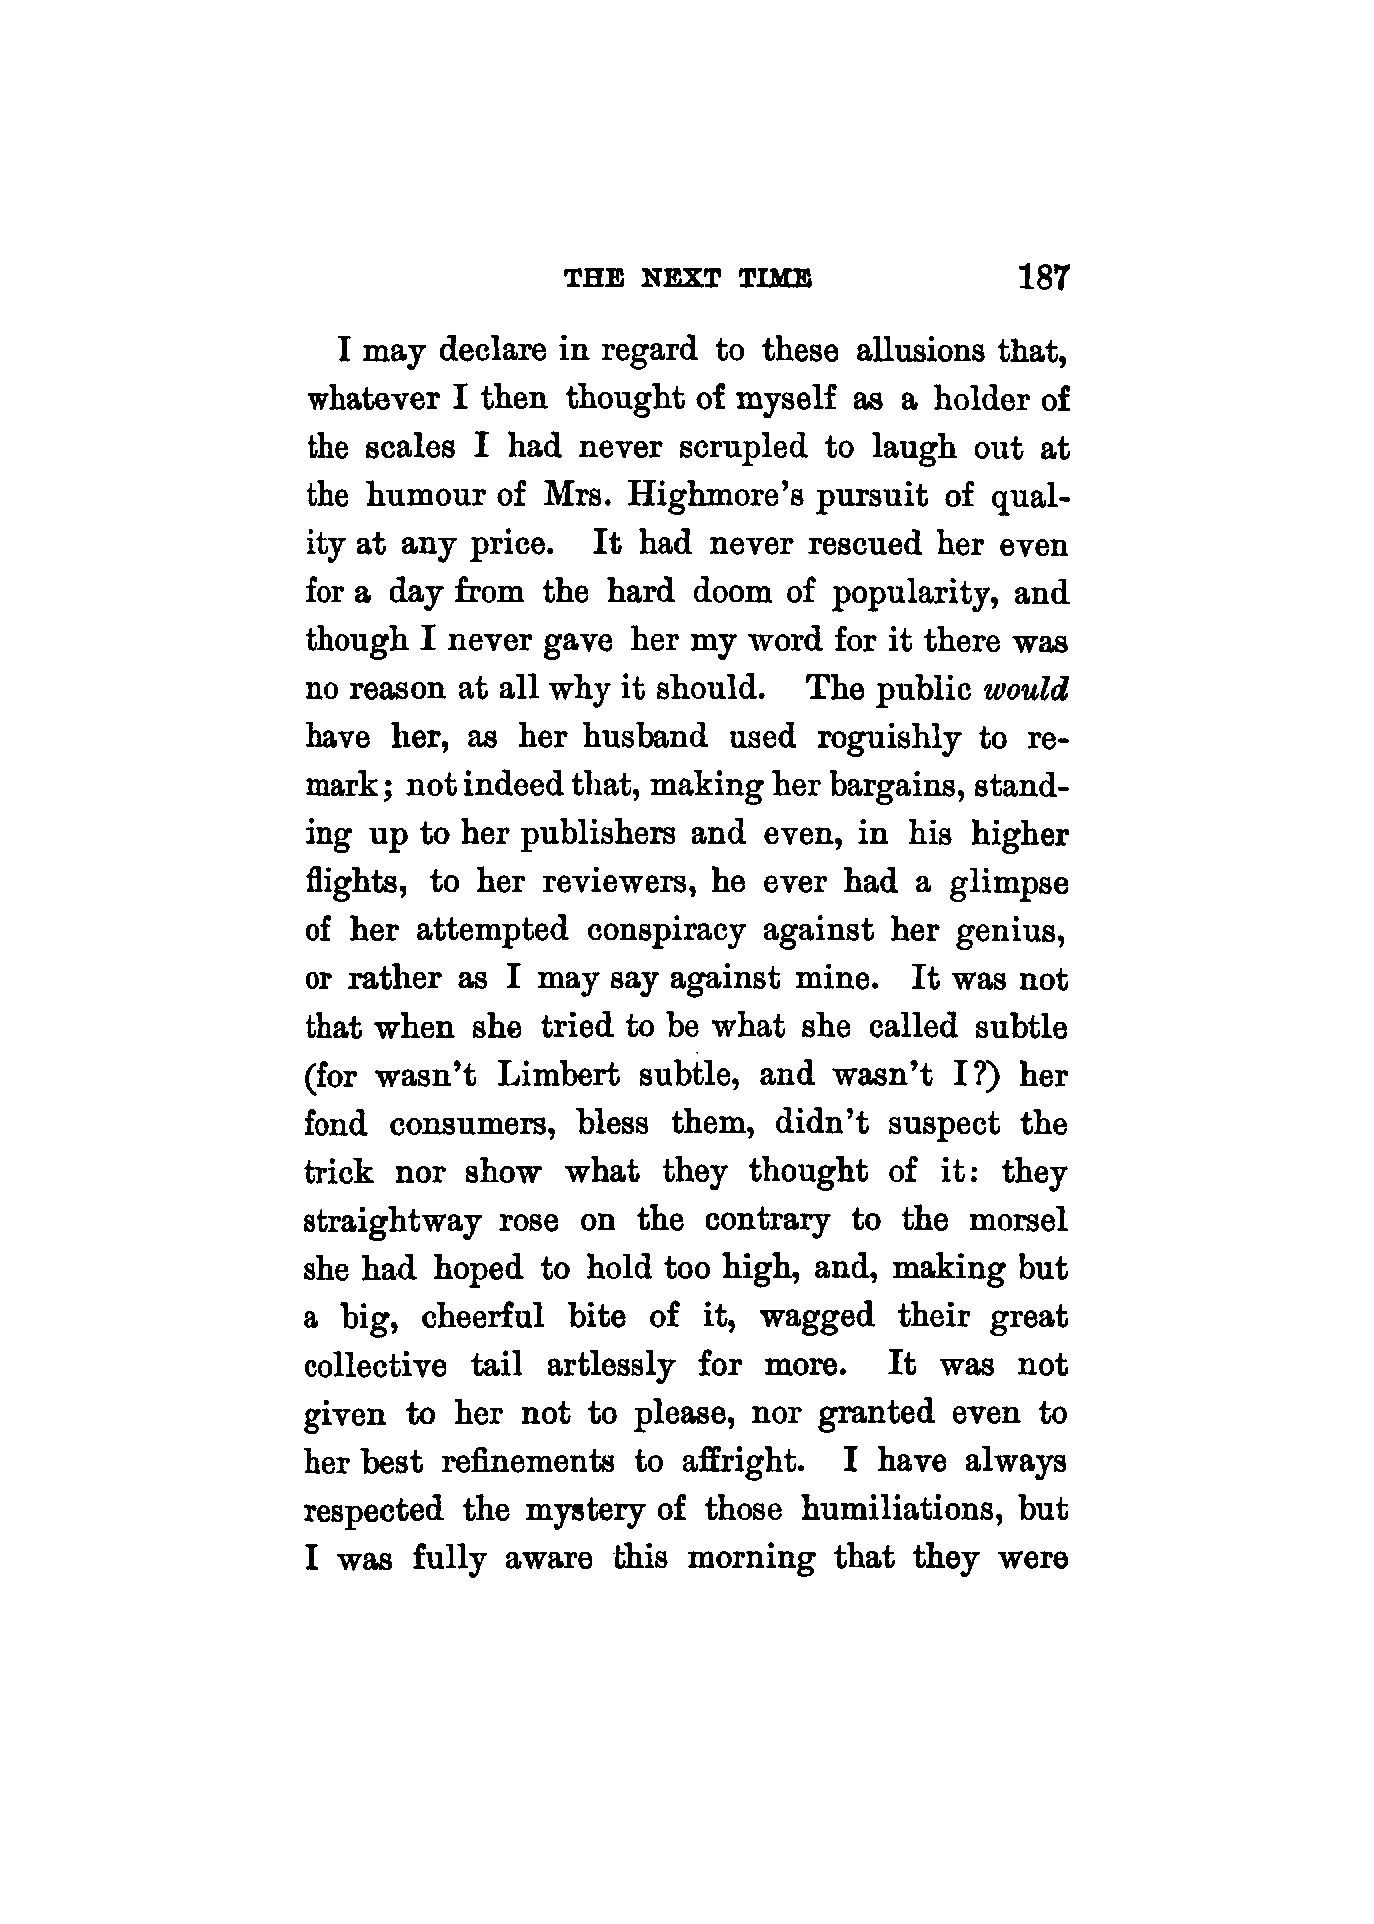 THE NEXT TIME 187
I may declare in regard to these allusions that,
whatever I then thought of myself as a holder of
the scales I had never scrupled to laugh out at
the humour of Mrs. Highmore's pursuit of qual-
ity at any price. It had never rescued her even
for a day from the hard doom of popularity, and
though I never gave her my word for it there was
no reason at all why it should. The public would
have her, as her husband used roguishly to re-
mark; not indeed that, making her bargains, stand-
ing up to her publishers and even, in his higher
flights, to her reviewers, he ever had a glimpse
of her attempted conspiracy against her genius,
or rather as I may say against mine. It was not
that when she tried to be what she called subtle
(for wasn't Limbert subtle, and wasn't I?) her
fond consumers, bless them, didn't suspect the
trick nor show what they thought of it: they
straightway rose on the contrary to the morsel
she had hoped to hold too high, and, making but
a big, cheerful bite of it, wagged their great
collective tail artlessly for more. It was not
given to her not to please, nor granted even to
her best refinements to affright. I have always
respected the mystery of those humiliations, but
I was fully aware this morning that they were